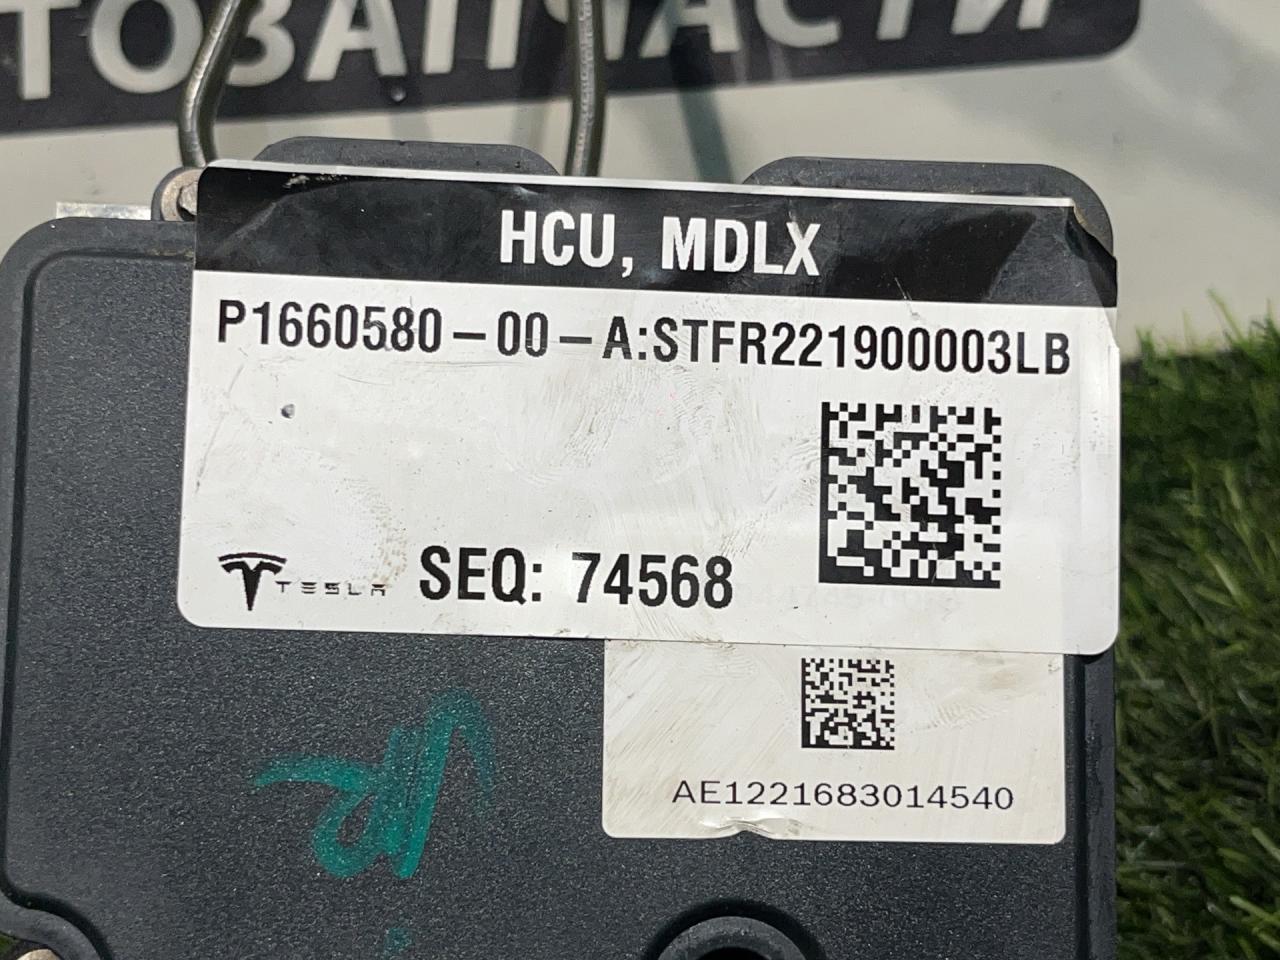 ТОЗАПЧАСТИ
HCU, MDLX
P1660580-00-A:STFR221900003LB
TESLA SEQ: 74568
AE1221683014540